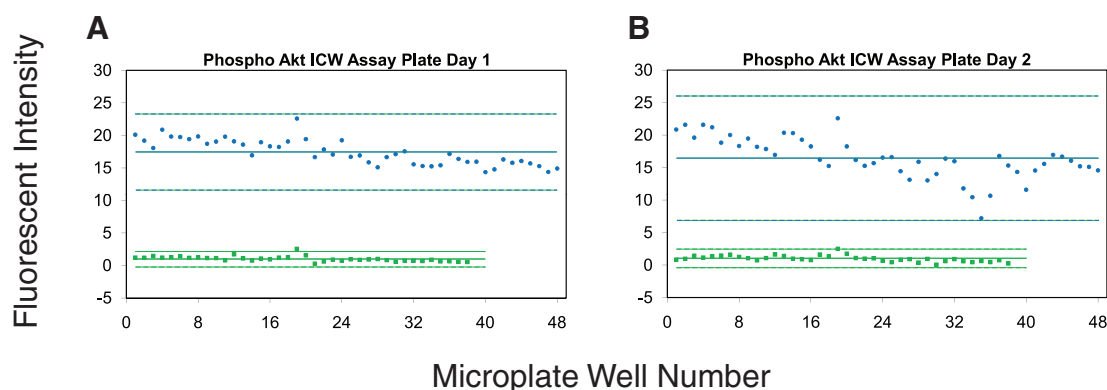 A
Phospho Akt ICW Assay Plate Day 1
30
25
20
15
10
5
0
−5
0 8 16 24 32 40 48
B
Phospho Akt ICW Assay Plate Day 2
30
25
20
15
10
5
0
−5
0 8 16 24 32 40 48
Fluorescent Intensity
Microplate Well Number